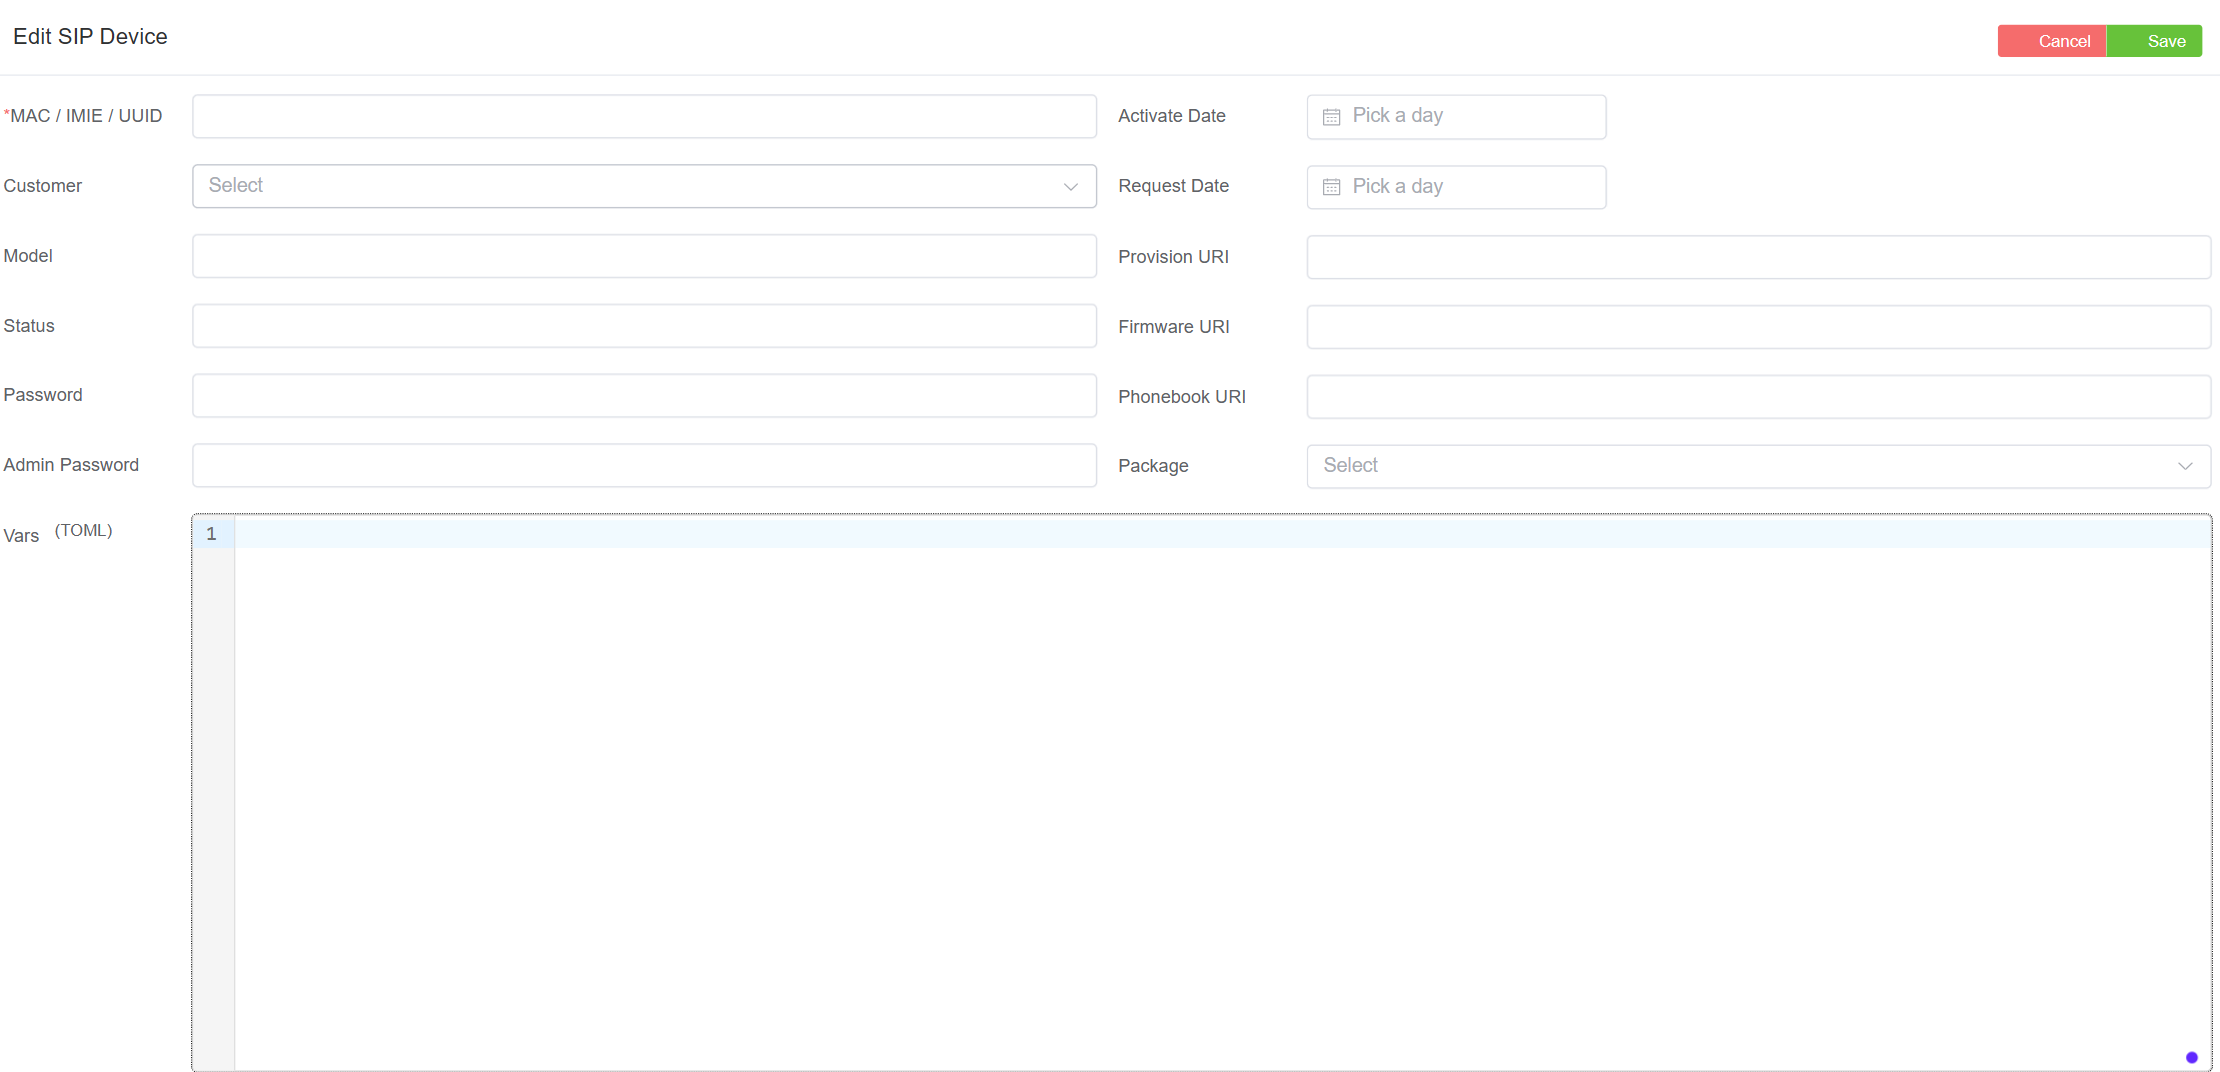 Edit SIP Device
Cancel
Save
*MAC / IMIE / UUID
Activate Date
Pick a day
Customer
Select
Request Date
Pick a day
Model
Provision URI
Status
Firmware URI
Password
Phonebook URI
Admin Password
Package
Select
Vars (TOML)
1